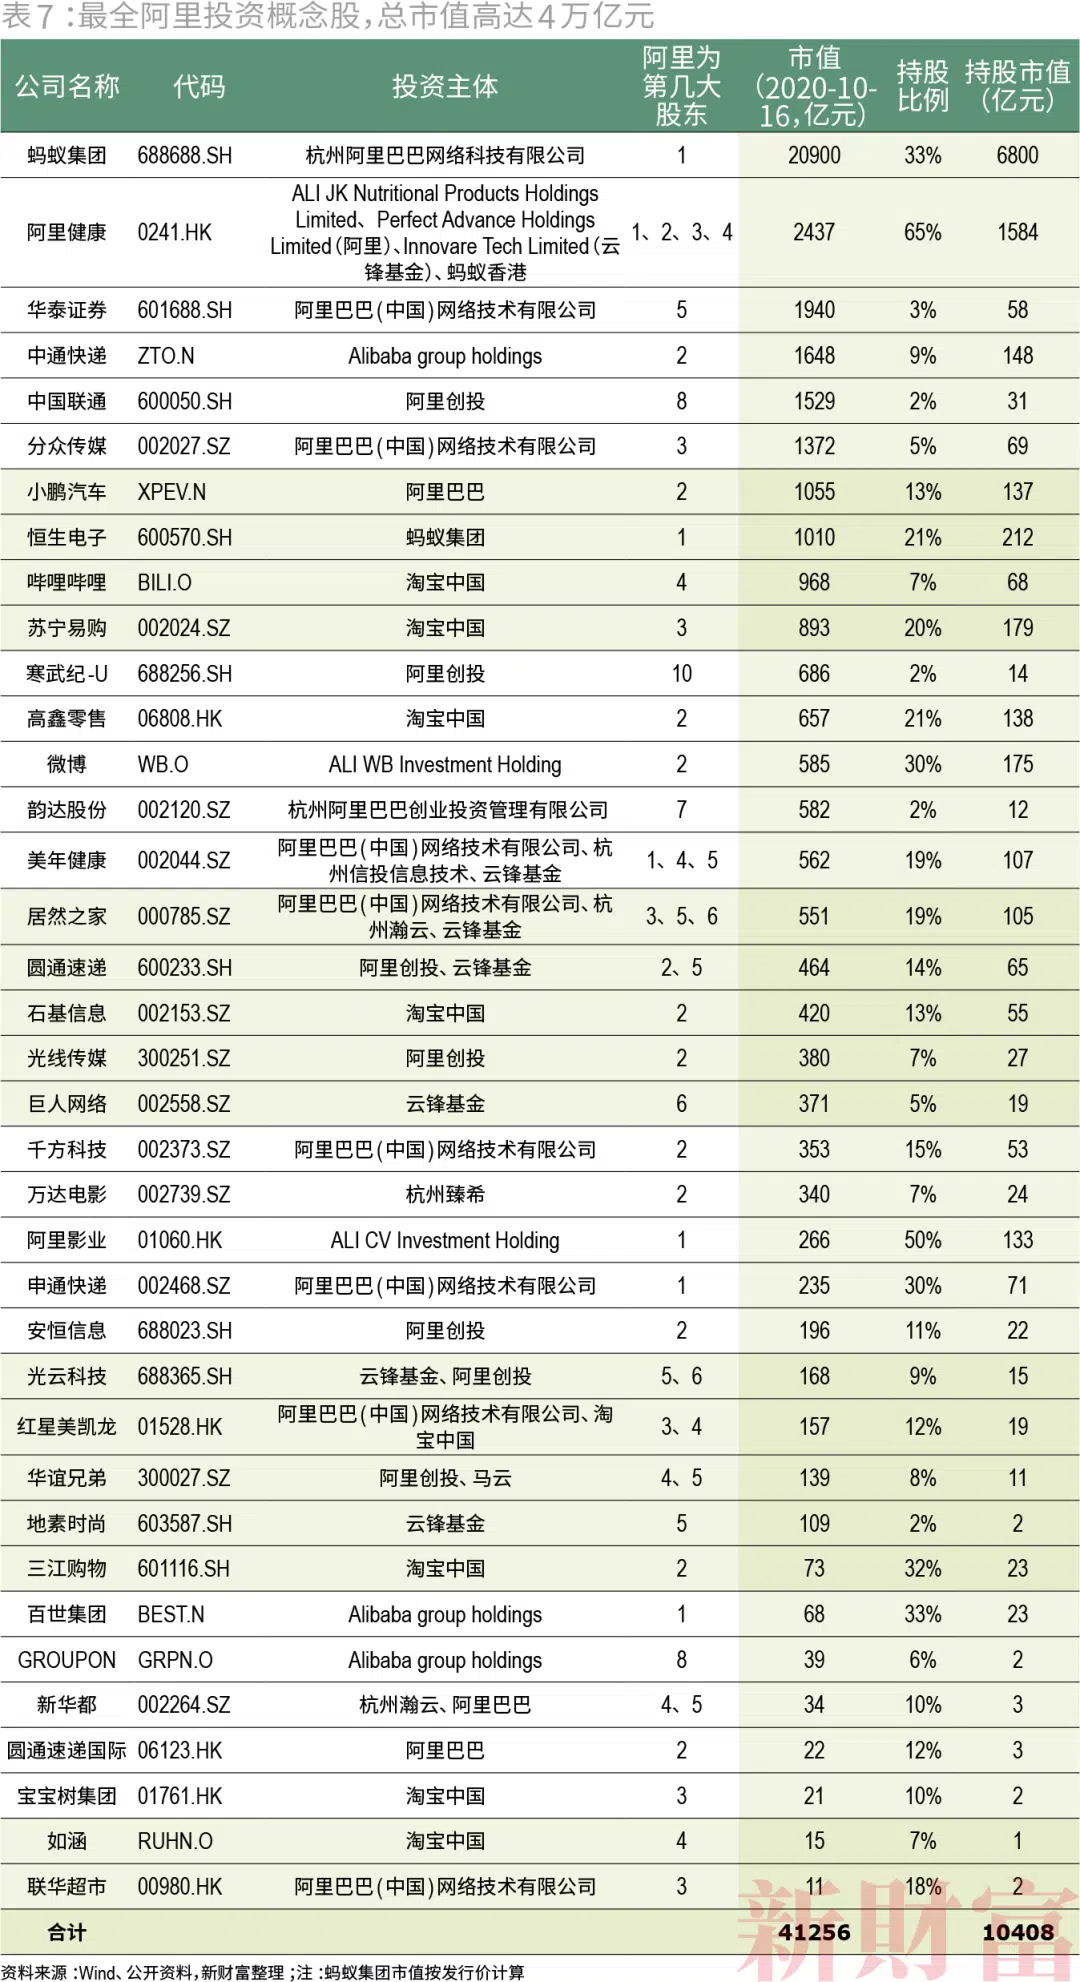 表7:最全阿里投资概念股，总市值高达4万亿元
公司名称 代码 投资主体 阿里为第几大股东 市值（2020-10-16,亿元） 持股比例 持股市值（亿元）
蚂蚁集团 688688.SH 杭州阿里巴巴网络科技有限公司 1 20900 33% 6800
阿里健康 0241.HK ALI JK Nutritional Products Holdings Limited、Perfect Advance Holdings Limited（阿里）、Innovare Tech Limited（云锋基金）、蚂蚁香港 1、2、3、4 2437 65% 1584
华泰证券 601688.SH 阿里巴巴(中国)网络技术有限公司 5 1940 3% 58
中通快递 ZTO.N Alibaba group holdings 2 1648 9% 148
中国联通 600050.SH 阿里创投 8 1529 2% 31
分众传媒 002027.SZ 阿里巴巴(中国)网络技术有限公司 3 1372 5% 69
小鹏汽车 XPEV.N 阿里巴巴 2 1055 13% 137
恒生电子 600570.SH 蚂蚁集团 1 1010 21% 212
哔哩哔哩 BILI.O 淘宝中国 4 968 7% 68
苏宁易购 002024.SZ 淘宝中国 3 893 20% 179
寒武纪-U 688256.SH 阿里创投 10 686 2% 14
高鑫零售 06808.HK 淘宝中国 2 657 21% 138
微博 WB.O ALI WB Investment Holding 2 585 30% 175
韵达股份 002120.SZ 杭州阿里巴巴创业投资管理有限公司 7 582 2% 12
美年健康 002044.SZ 阿里巴巴(中国)网络技术有限公司、杭州信投信息技术、云锋基金 1、4、5 562 19% 107
居然之家 000785.SZ 阿里巴巴(中国)网络技术有限公司、杭州瀚云、云锋基金 3、5、6 551 19% 105
圆通速递 600233.SH 阿里创投、云锋基金 2、5 464 14% 65
石基信息 002153.SZ 淘宝中国 2 420 13% 55
光线传媒 300251.SZ 阿里创投 2 380 7% 27
巨人网络 002558.SZ 云锋基金 6 371 5% 19
千方科技 002373.SZ 阿里巴巴(中国)网络技术有限公司 2 353 15% 53
万达电影 002739.SZ 杭州臻希 2 340 7% 24
阿里影业 01060.HK ALI CV Investment Holding 1 266 50% 133
申通快递 002468.SZ 阿里巴巴(中国)网络技术有限公司 1 235 30% 71
安恒信息 688023.SH 阿里创投 2 196 11% 22
光云科技 688365.SH 云锋基金、阿里创投 5、6 168 9% 15
红星美凯龙 01528.HK 阿里巴巴(中国)网络技术有限公司、淘宝中国 3、4 157 12% 19
华谊兄弟 300027.SZ 阿里创投、马云 4、5 139 8% 11
地素时尚 603587.SH 云锋基金 5 109 2% 2
三江购物 601116.SH 淘宝中国 2 73 32% 23
百世集团 BEST.N Alibaba group holdings 1 68 33% 23
GROUPON GRPN.O Alibaba group holdings 8 39 6% 2
新华都 002264.SZ 杭州瀚云、阿里巴巴 4、5 34 10% 3
圆通速递国际 06123.HK 阿里巴巴 2 22 12% 3
宝宝树集团 01761.HK 淘宝中国 3 21 10% 2
如涵 RUHN.O 淘宝中国 4 15 7% 1
联华超市 00980.HK 阿里巴巴(中国)网络技术有限公司 3 11 18% 2
合计 41256 10408
新财富
资料来源:Wind、公开资料,新财富整理;注:蚂蚁集团市值按发行价计算